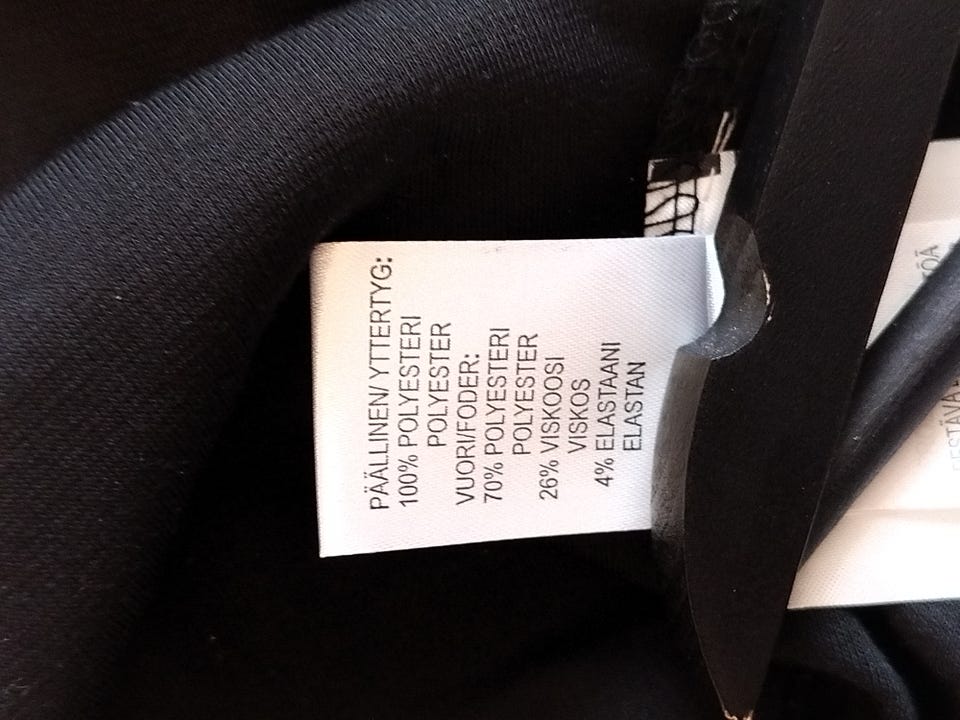 PÄÄLLINEN/YTTERTYG:
100% POLYESTERI
POLYESTER
VUORI/FODER:
70% POLYESTERI
POLYESTER
26% VISKOOSI
VISKOS
4% ELASTAANI
ELASTAN